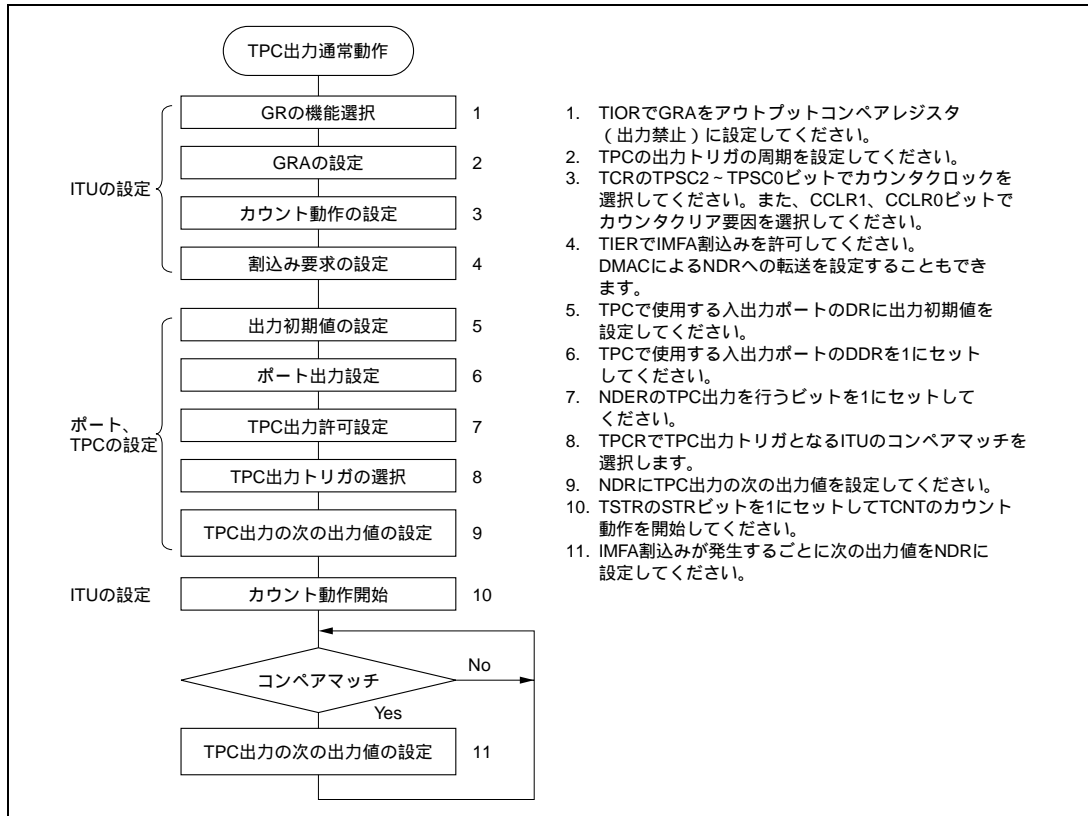 TPC出力通常動作
ITUの設定
GRの機能選択 1
GRAの設定 2
カウント動作の設定 3
割込み要求の設定 4
ポート、
TPCの設定
出力初期値の設定 5
ポート出力設定 6
TPC出力許可設定 7
TPC出力トリガの選択 8
TPC出力の次の出力値の設定 9
ITUの設定 カウント動作開始 10
コンペアマッチ No
Yes
TPC出力の次の出力値の設定 11
1. TIORでGRAをアウトプットコンペアレジスタ
(出力禁止)に設定してください。
2. TPCの出力トリガの周期を設定してください。
3. TCRのTPSC2~TPSC0ビットでカウンタクロックを
選択してください。また、CCLR1、CCLR0ビットで
カウンタクリア要因を選択してください。
4. TIERでIMFA割込みを許可してください。
DMACによるNDRへの転送を設定することもでき
ます。
5. TPCで使用する入出力ポートのDRに出力初期値を
設定してください。
6. TPCで使用する入出力ポートのDDRを1にセット
してください。
7. NDERのTPC出力を行うビットを1にセットして
ください。
8. TPCRでTPC出力トリガとなるITUのコンペアマッチを
選択します。
9. NDRにTPC出力の次の出力値を設定してください。
10. TSTRのSTRビットを1にセットしてTCNTのカウント
動作を開始してください。
11. IMFA割込みが発生するごとに次の出力値をNDRに
設定してください。